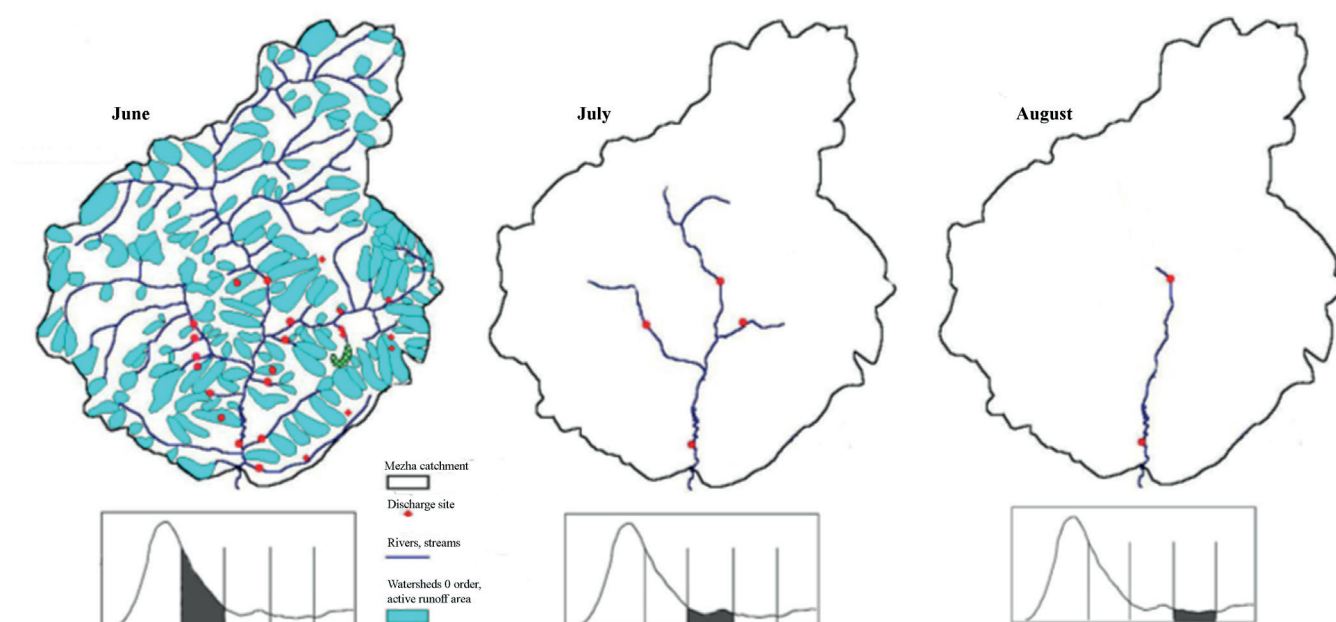 June
July
August
Mezha catchment
Discharge site
Rivers, streams
Watersheds 0 order,
active runoff area